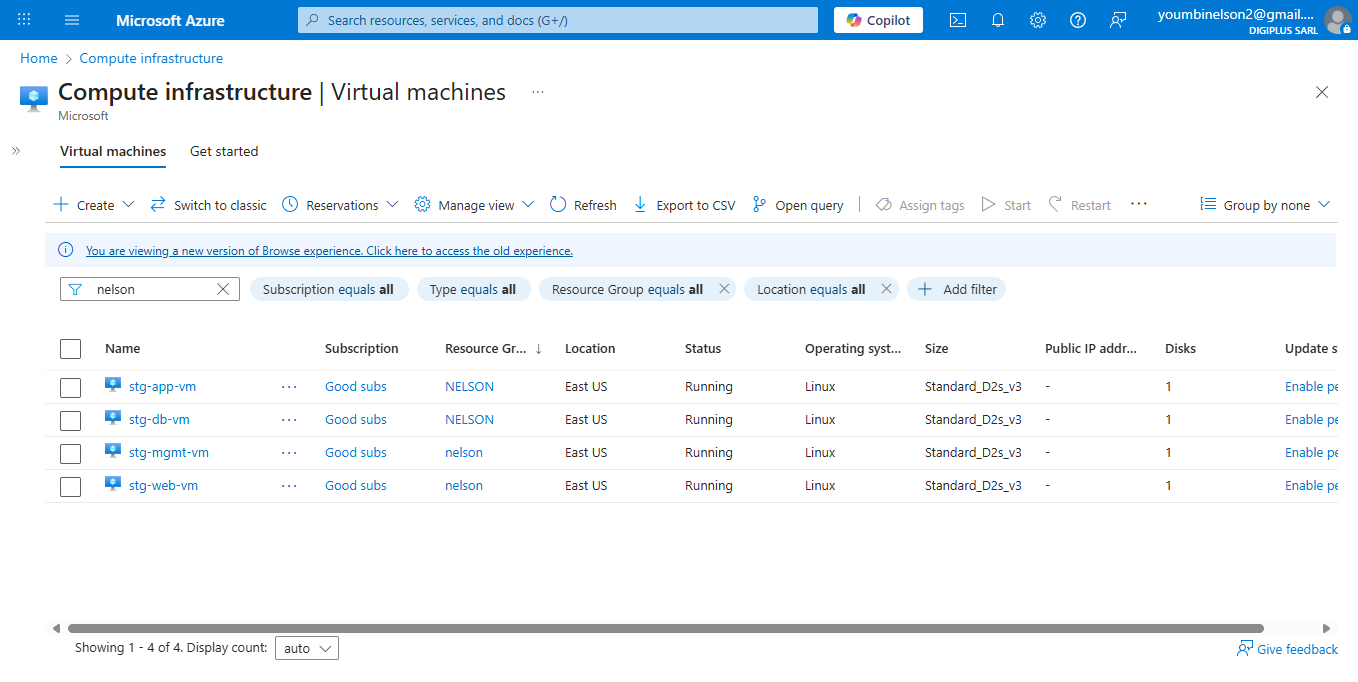 Microsoft Azure
Search resources, services, and docs (G+/)
Copilot
youmbinelson2@gmail....
DIGIPLUS SARL
Home > Compute infrastructure
Compute infrastructure | Virtual machines ...
Microsoft
Virtual machines Get started
Create Switch to classic Reservations Manage view Refresh Export to CSV Open query Assign tags Start Restart ... Group by none
You are viewing a new version of Browse experience. Click here to access the old experience.
nelson Subscription equals all Type equals all Resource Group equals all Location equals all Add filter
Name Subscription Resource Gr... ↓ Location Status Operating syst... Size Public IP addr... Disks Update s
stg-app-vm ... Good subs NELSON East US Running Linux Standard_D2s_v3 - 1 Enable pe
stg-db-vm ... Good subs NELSON East US Running Linux Standard_D2s_v3 - 1 Enable pe
stg-mgmt-vm ... Good subs nelson East US Running Linux Standard_D2s_v3 - 1 Enable pe
stg-web-vm ... Good subs nelson East US Running Linux Standard_D2s_v3 - 1 Enable pe
Showing 1 - 4 of 4. Display count: auto
Give feedback